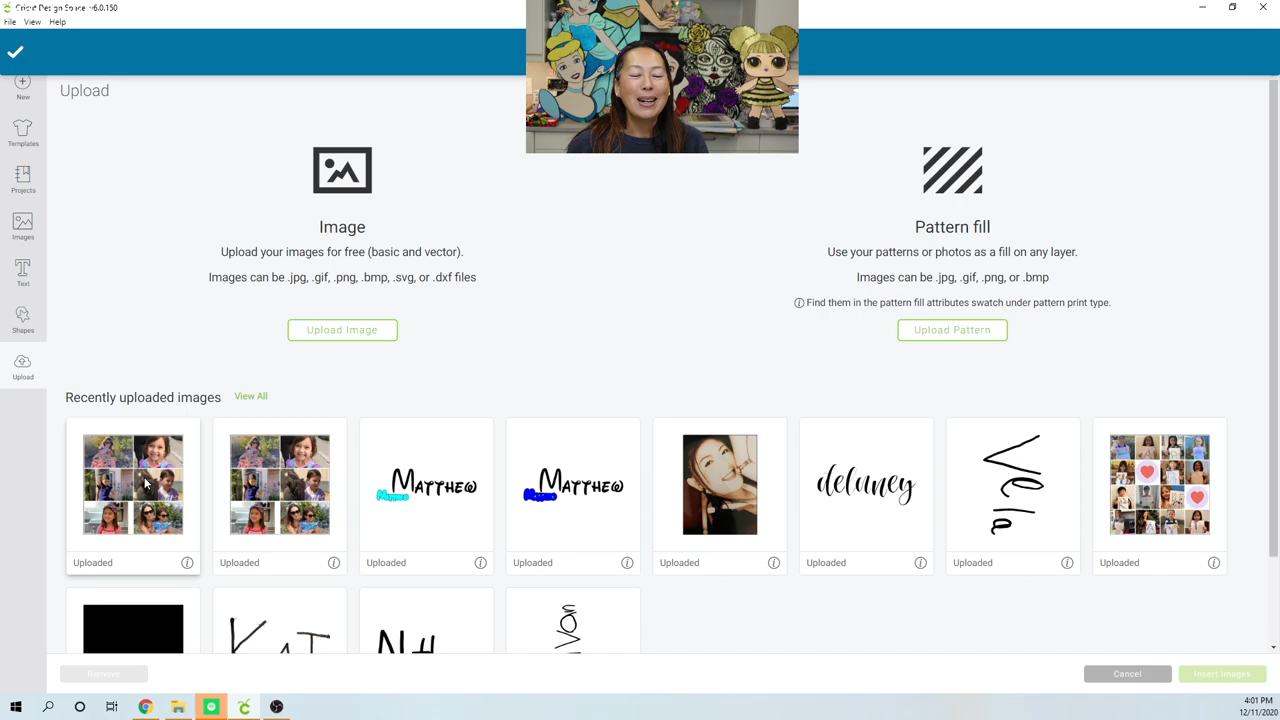 Cricut Design Space v6.0.150
File View Help
New
Templates
Projects
Images
Text
Shapes
Upload
Upload
Image
Upload your images for free (basic and vector).
Images can be .jpg, .gif, .png, .bmp, .svg, or .dxf files
Upload Image
Pattern fill
Use your patterns or photos as a fill on any layer.
Images can be .jpg, .gif, .png, or .bmp
Find them in the pattern fill attributes swatch under pattern print type.
Upload Pattern
Recently uploaded images View All
MATTHEW
MATTHEW
delaney
Vela
Uploaded
Uploaded
Uploaded
Uploaded
Uploaded
Uploaded
Uploaded
Uploaded
Remove
Cancel
Insert Images
4:01 PM
12/11/2020